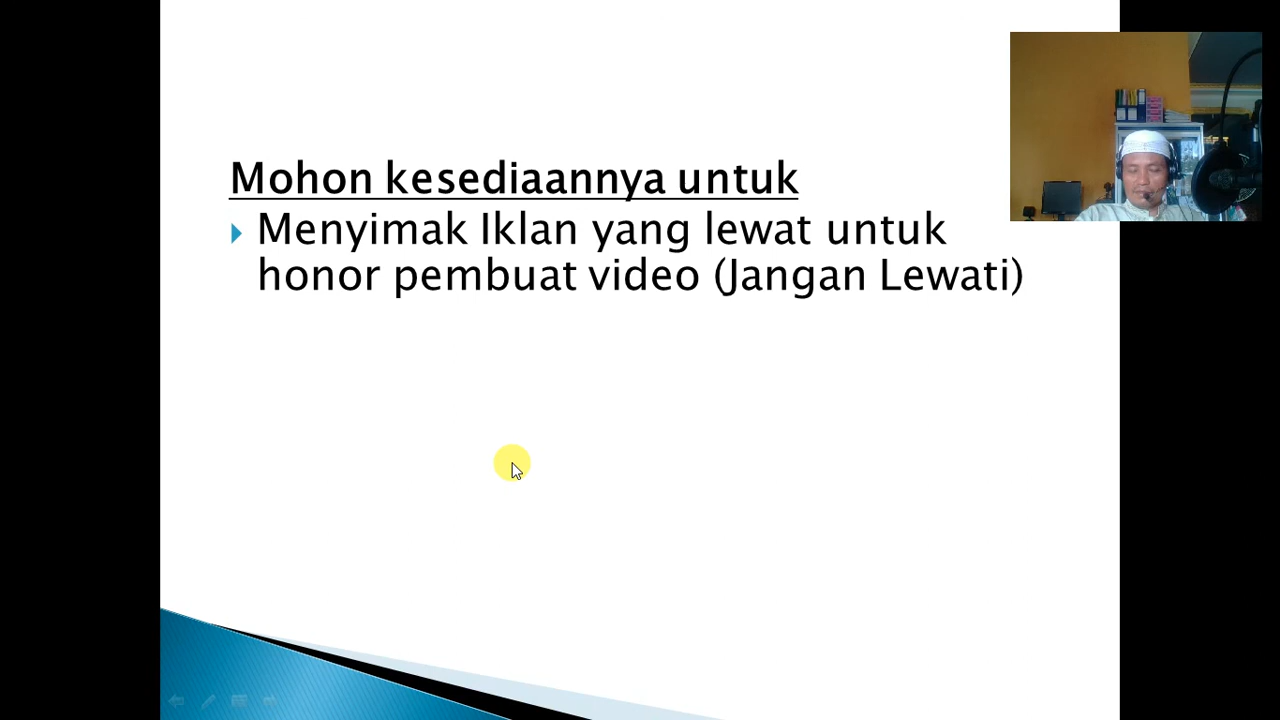 Mohon kesediaannya untuk
Menyimak Iklan yang lewat untuk
honor pembuat video (Jangan Lewati)